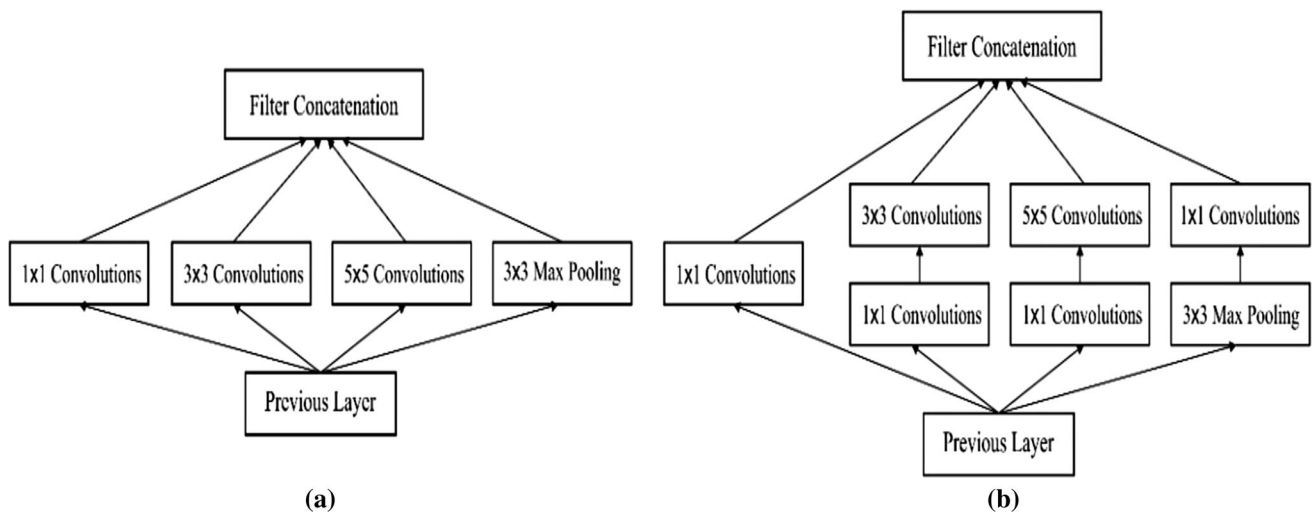 Filter Concatenation
1x1 Convolutions
3x3 Convolutions
5x5 Convolutions
3x3 Max Pooling
Previous Layer
(a)
Filter Concatenation
3x3 Convolutions
5x5 Convolutions
1x1 Convolutions
1x1 Convolutions
1x1 Convolutions
1x1 Convolutions
3x3 Max Pooling
Previous Layer
(b)